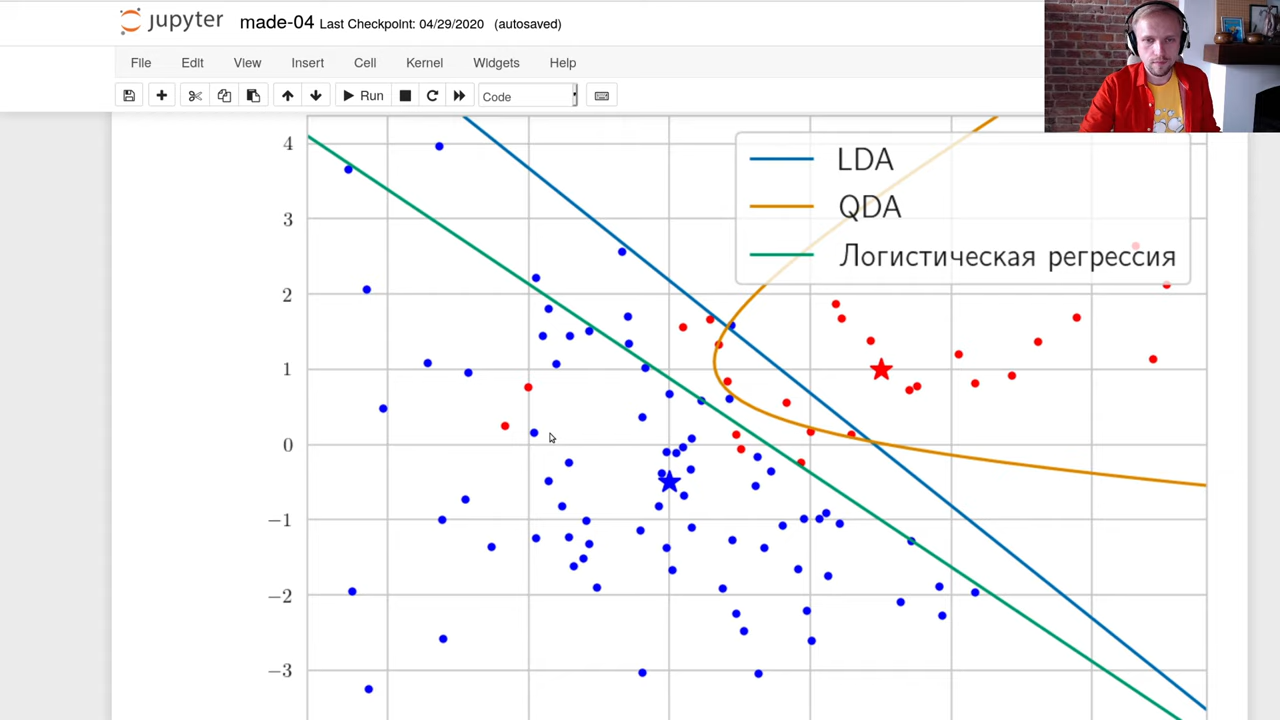 jupyter made-04 Last Checkpoint: 04/29/2020 (autosaved)
File Edit View Insert Cell Kernel Widgets Help
Run Code
4
3
2
1
0
−1
−2
−3
LDA
QDA
Логистическая регрессия